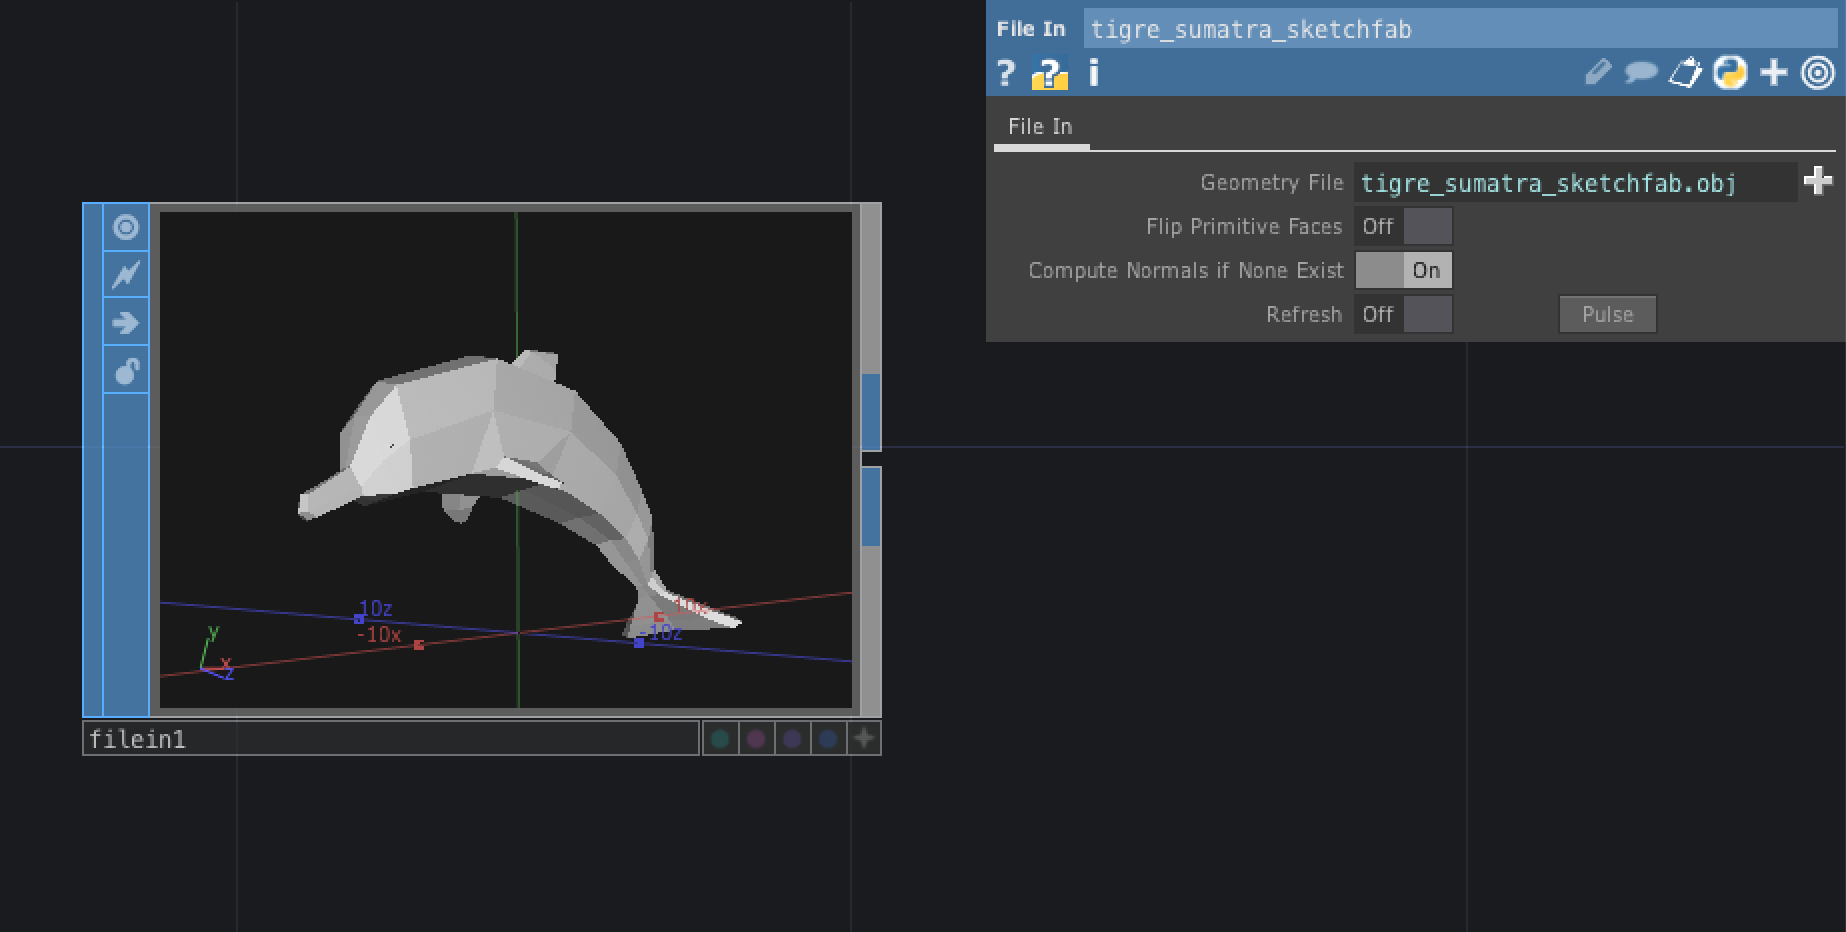 File In tigre_sumatra_sketchfab
? ? i
File In
Geometry File tigre_sumatra_sketchfab.obj
Flip Primitive Faces Off
Compute Normals if None Exist On
Refresh Off Pulse
10z
-10x
-10z
y
x
z
filein1